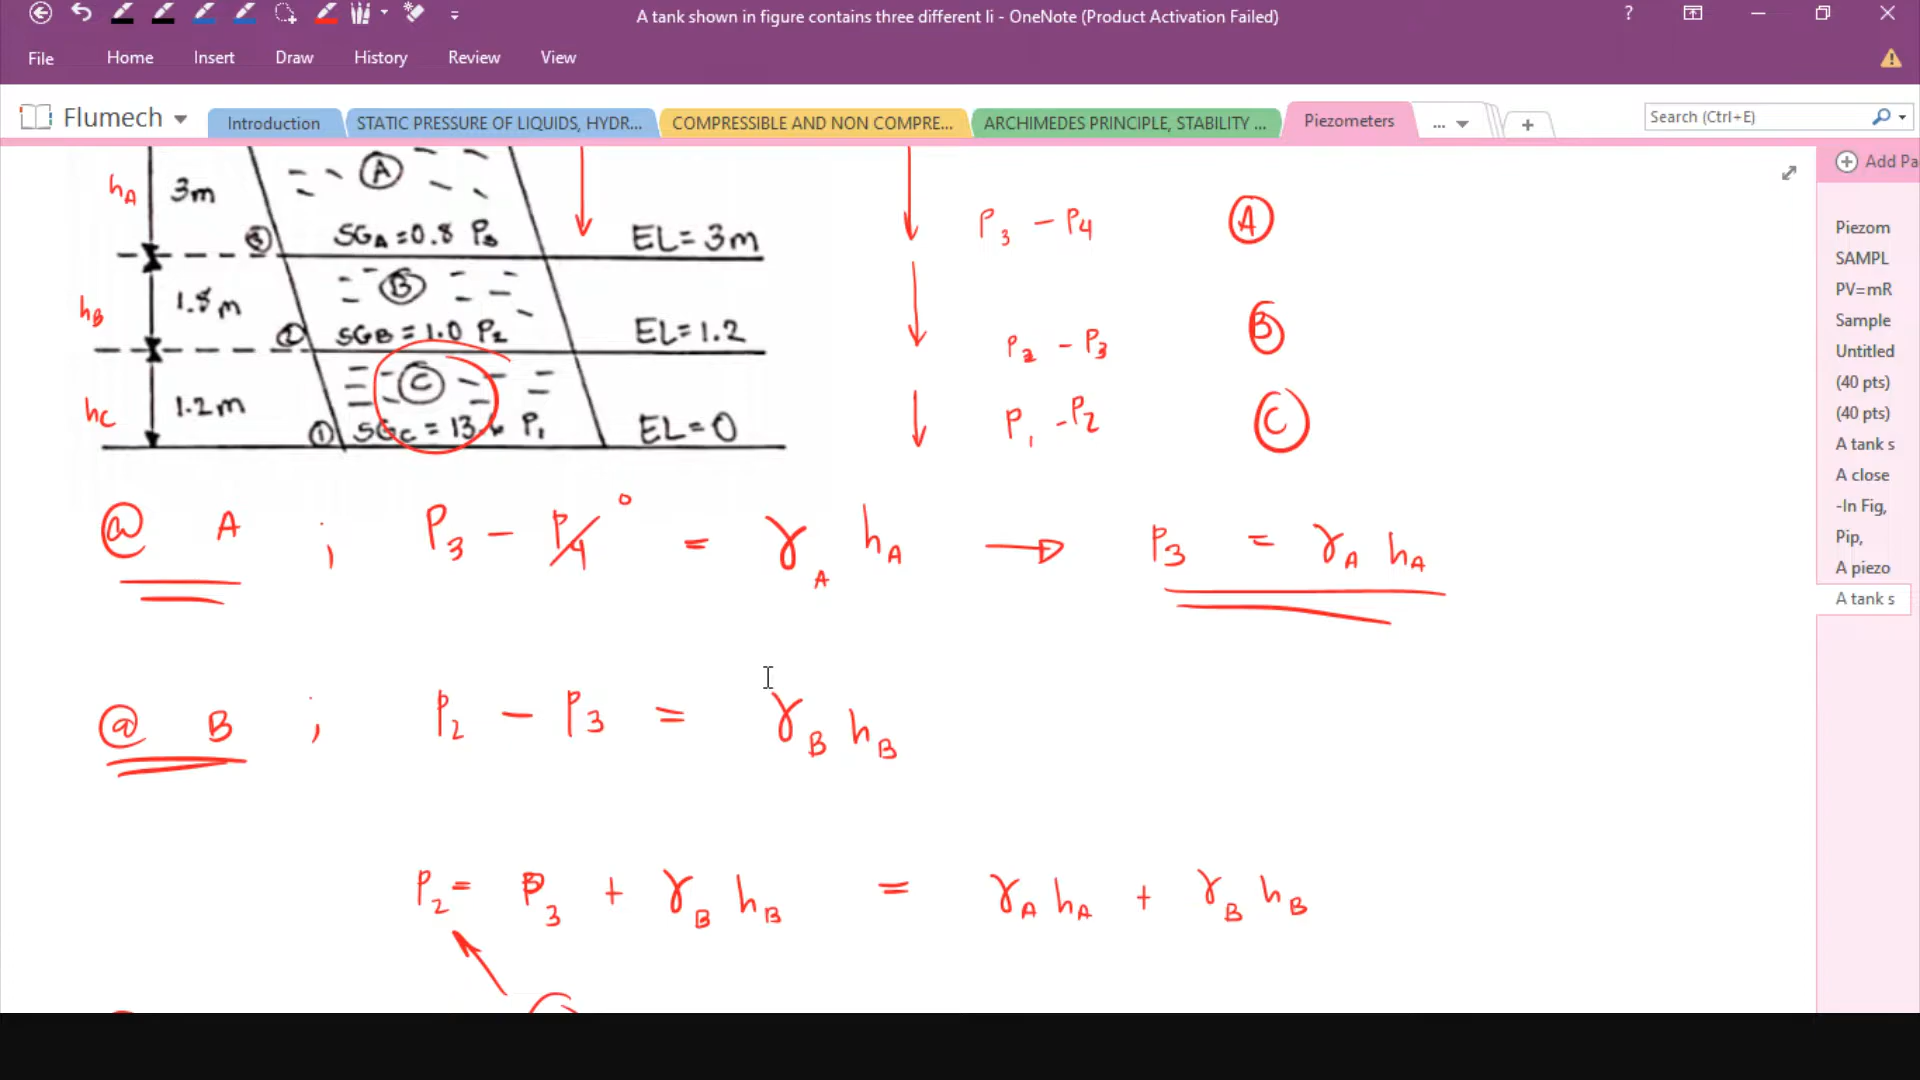 A tank shown in figure contains three different li - OneNote (Product Activation Failed)
?
File Home Insert Draw History Review View
Flumech Introduction STATIC PRESSURE OF LIQUIDS, HYDR... COMPRESSIBLE AND NON COMPRE... ARCHIMEDES PRINCIPLE, STABILITY ... Piezometers ... + Search (Ctrl+E)
Add Pa
Piezom
SAMPL
PV=mR
Sample
Untitled
(40 pts)
(40 pts)
A tank s
A close
-In Fig,
Pip,
A piezo
A tank s
hA 3m A
③ SGA = 0.8 P3 EL = 3m
P3 - P4 A
hB 1.8m B
② SGB = 1.0 P2 EL = 1.2
P2 - P3 B
hC 1.2m C
① SGC = 13.6 P1 EL = 0
P1 - P2 C
@ A ; P3 - P4 0 = γA hA → P3 = γA hA
@ B ; P2 - P3 = γB hB
P2 = P3 + γB hB = γA hA + γB hB